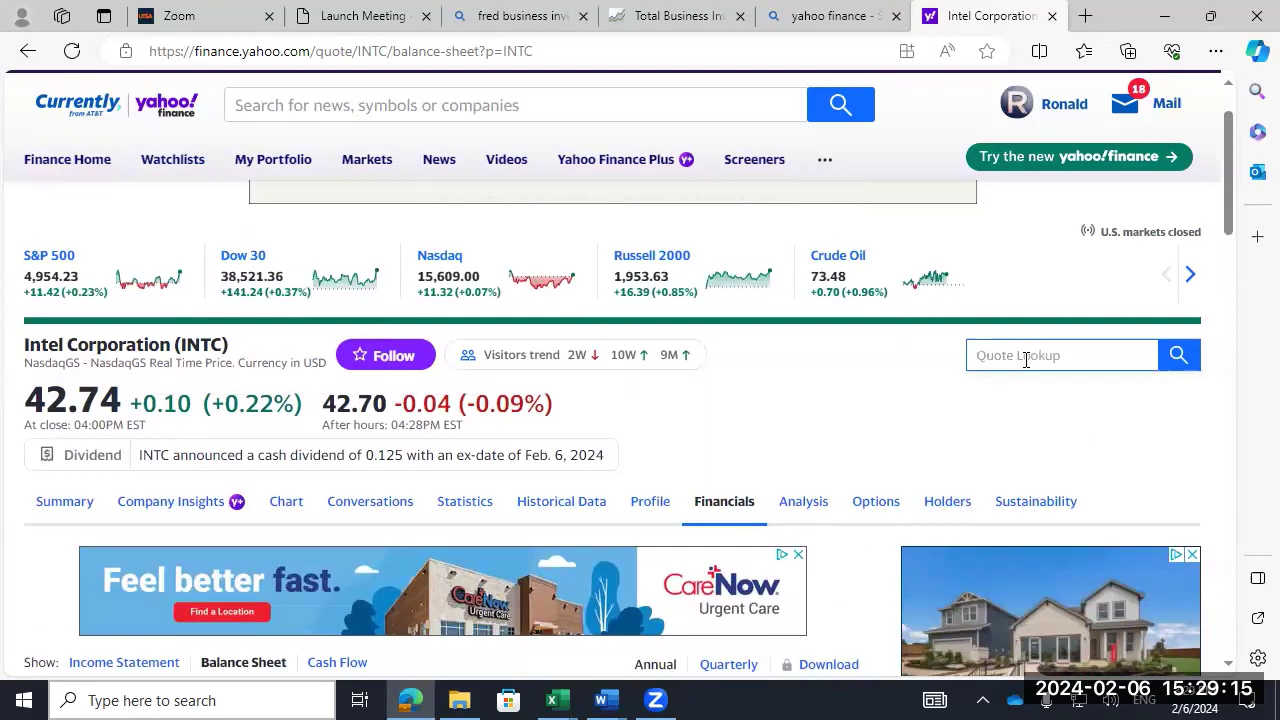 Zoom
Launch Meeting -
fred business inv
Total Business In
yahoo finance - S
Intel Corporation
https://finance.yahoo.com/quote/INTC/balance-sheet?p=INTC
Currently,
from AT&T
yahoo!
finance
Search for news, symbols or companies
R
Ronald
18
Mail
Finance Home
Watchlists
My Portfolio
Markets
News
Videos
Yahoo Finance Plus
Screeners
Try the new yahoo!finance
U.S. markets closed
S&P 500
4,954.23
+11.42 (+0.23%)
Dow 30
38,521.36
+141.24 (+0.37%)
Nasdaq
15,609.00
+11.32 (+0.07%)
Russell 2000
1,953.63
+16.39 (+0.85%)
Crude Oil
73.48
+0.70 (+0.96%)
Intel Corporation (INTC)
NasdaqGS - NasdaqGS Real Time Price. Currency in USD
Follow
Visitors trend 2W 10W 9M
Quote Lookup
42.74 +0.10 (+0.22%)
At close: 04:00PM EST
42.70 -0.04 (-0.09%)
After hours: 04:28PM EST
Dividend
INTC announced a cash dividend of 0.125 with an ex-date of Feb. 6, 2024
Summary
Company Insights
Chart
Conversations
Statistics
Historical Data
Profile
Financials
Analysis
Options
Holders
Sustainability
Feel better fast.
Find a Location
CareNow
Urgent Care
Show: Income Statement Balance Sheet Cash Flow
Annual Quarterly Download
Type here to search
ENG
2024-02-06 15:29:15
2/6/2024